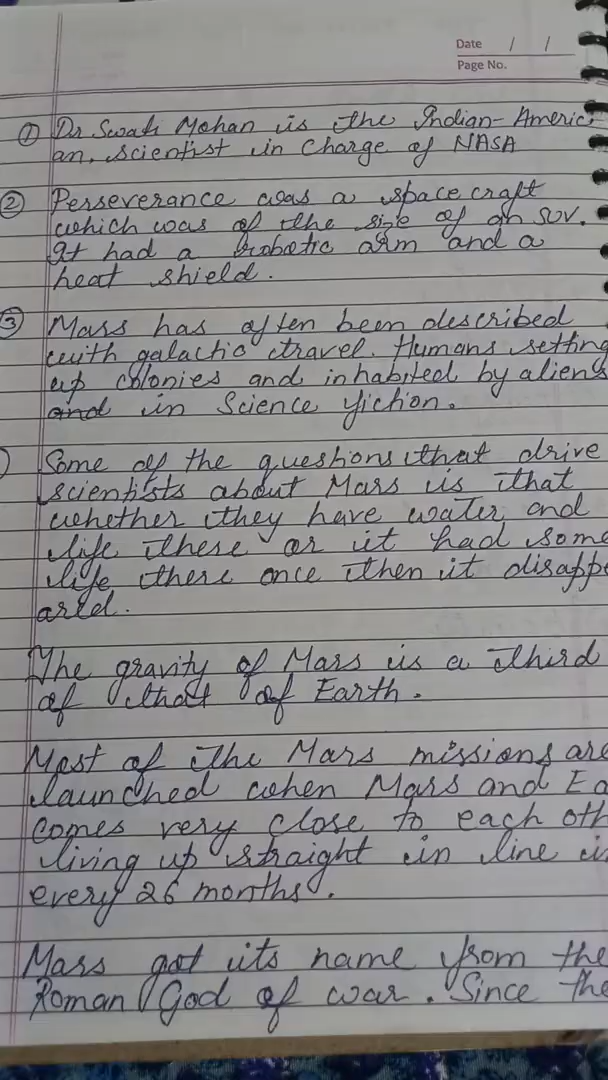 Date / /
Page No.
① Dr Swati Mohan is the Indian-Americ
an, scientist in charge of NASA
② Perseverance was a space craft
which was of the size of an SUV.
It had a robotic arm and a
heat shield.
③ Mars has often been described
with galactic travel. Humans setting
up colonies and inhabited by aliens
and in Science fiction.
Some of the questions that drive
scientists about Mars is that
whether they have water and
life there or it had some
life there once then it disappe
ared.
The gravity of Mars is a third
of that of Earth.
Most of the Mars missions are
launched when Mars and Ea
comes very close to each oth
living up straight in line in
every 26 months.
Mars got its name from the
Roman God of war. Since the